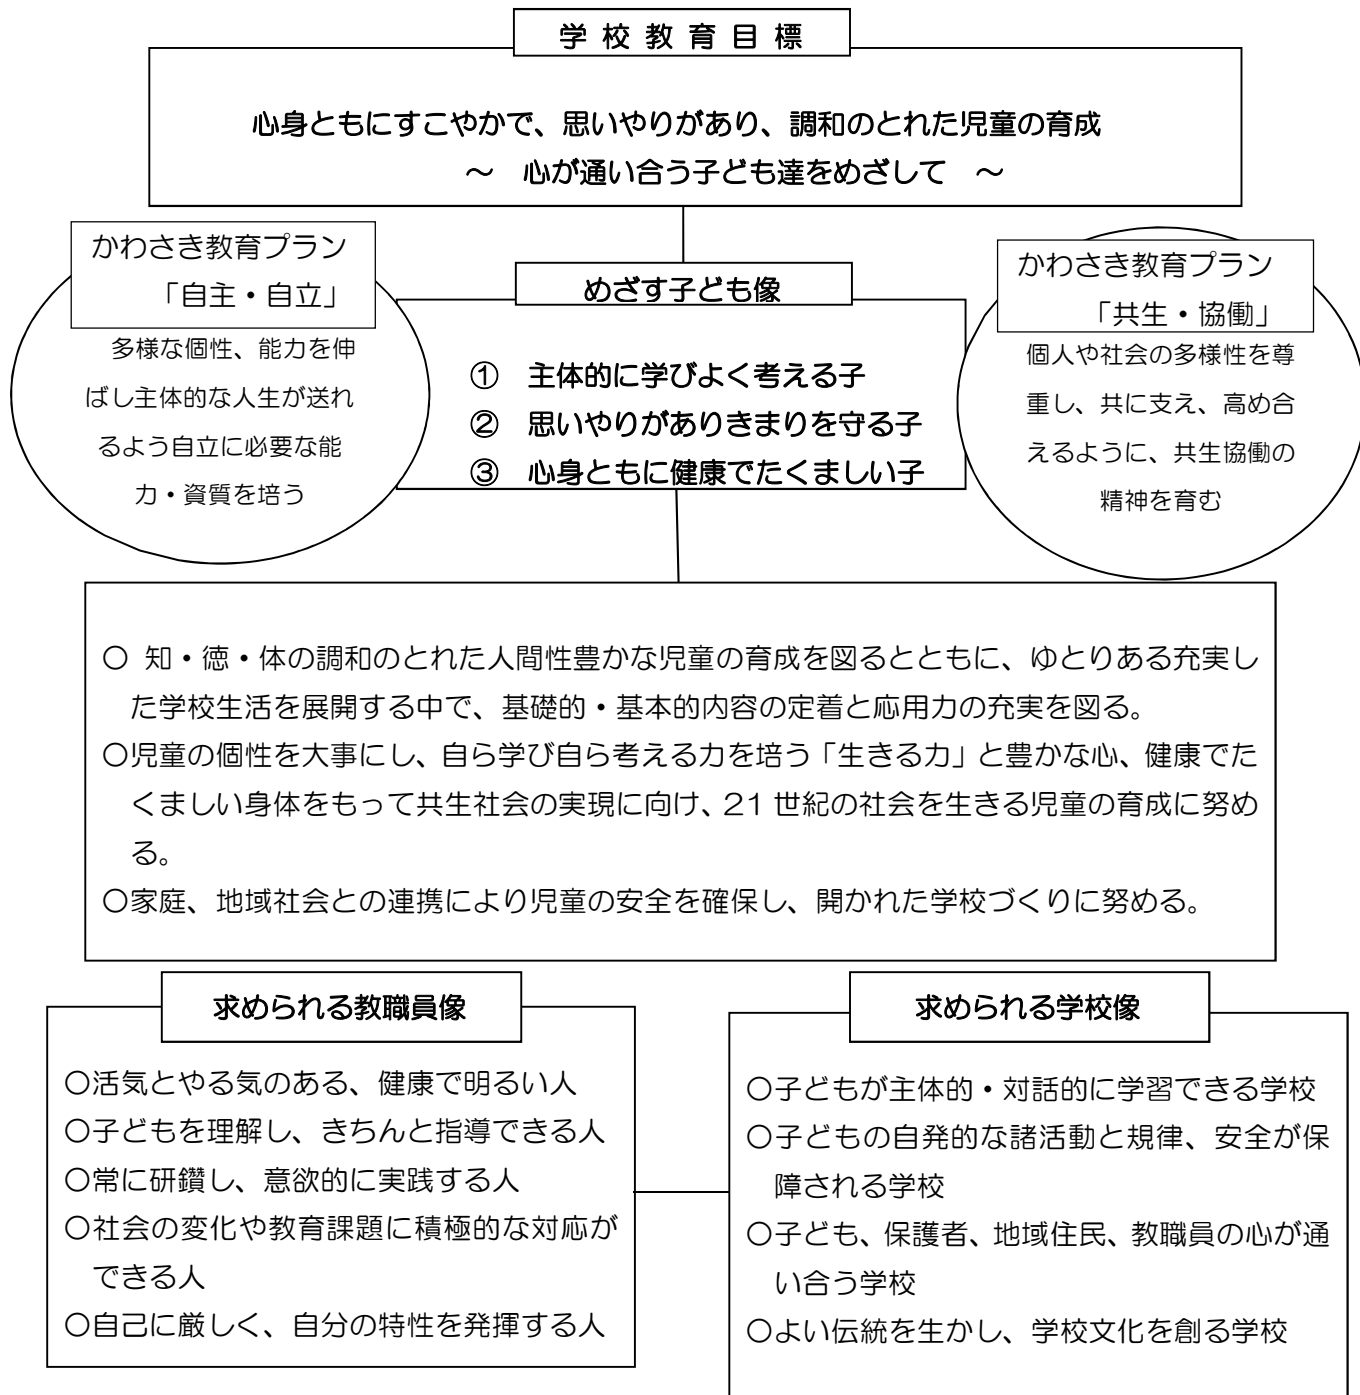 学校教育目標
心身ともにすこやかで、思いやりがあり、調和のとれた児童の育成
～　心が通い合う子ども達をめざして　～
かわさき教育プラン
「自主・自立」
多様な個性、能力を伸
ばし主体的な人生が送れ
るよう自立に必要な能
力・資質を培う
めざす子ども像
①　主体的に学びよく考える子
②　思いやりがありきまりを守る子
③　心身ともに健康でたくましい子
かわさき教育プラン
「共生・協働」
個人や社会の多様性を尊
重し、共に支え、高め合
えるように、共生協働の
精神を育む
○ 知・徳・体の調和のとれた人間性豊かな児童の育成を図るとともに、ゆとりある充実し
た学校生活を展開する中で、基礎的・基本的内容の定着と応用力の充実を図る。
○児童の個性を大事にし、自ら学び自ら考える力を培う「生きる力」と豊かな心、健康でた
くましい身体をもって共生社会の実現に向け、21 世紀の社会を生きる児童の育成に努め
る。
○家庭、地域社会との連携により児童の安全を確保し、開かれた学校づくりに努める。
求められる教職員像
○活気とやる気のある、健康で明るい人
○子どもを理解し、きちんと指導できる人
○常に研鑽し、意欲的に実践する人
○社会の変化や教育課題に積極的な対応が
できる人
○自己に厳しく、自分の特性を発揮する人
求められる学校像
○子どもが主体的・対話的に学習できる学校
○子どもの自発的な諸活動と規律、安全が保
障される学校
○子ども、保護者、地域住民、教職員の心が通
い合う学校
○よい伝統を生かし、学校文化を創る学校